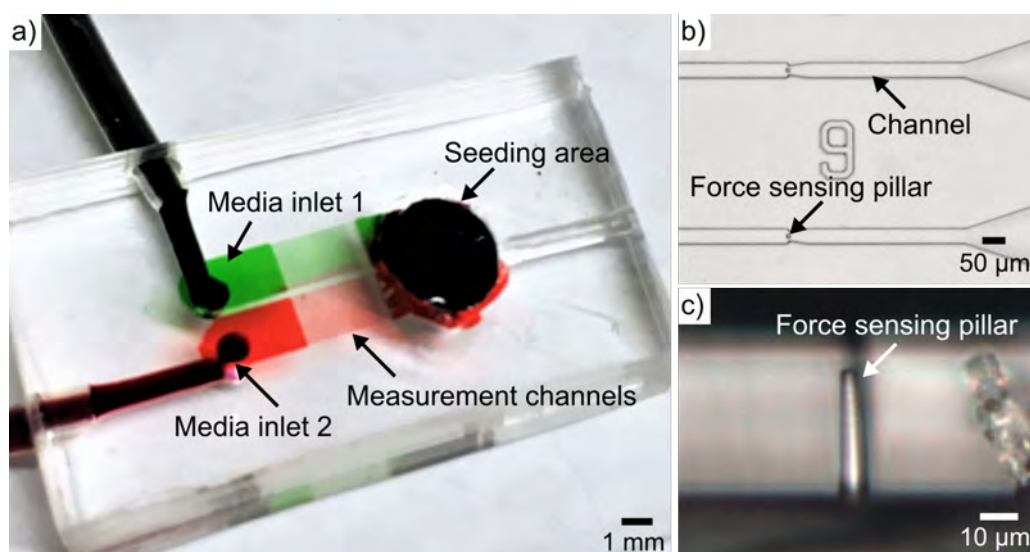 a)
Seeding area
Media inlet 1
Measurement channels
Media inlet 2
1 mm
b)
Channel
9
Force sensing pillar
50 µm
c)
Force sensing pillar
10 µm